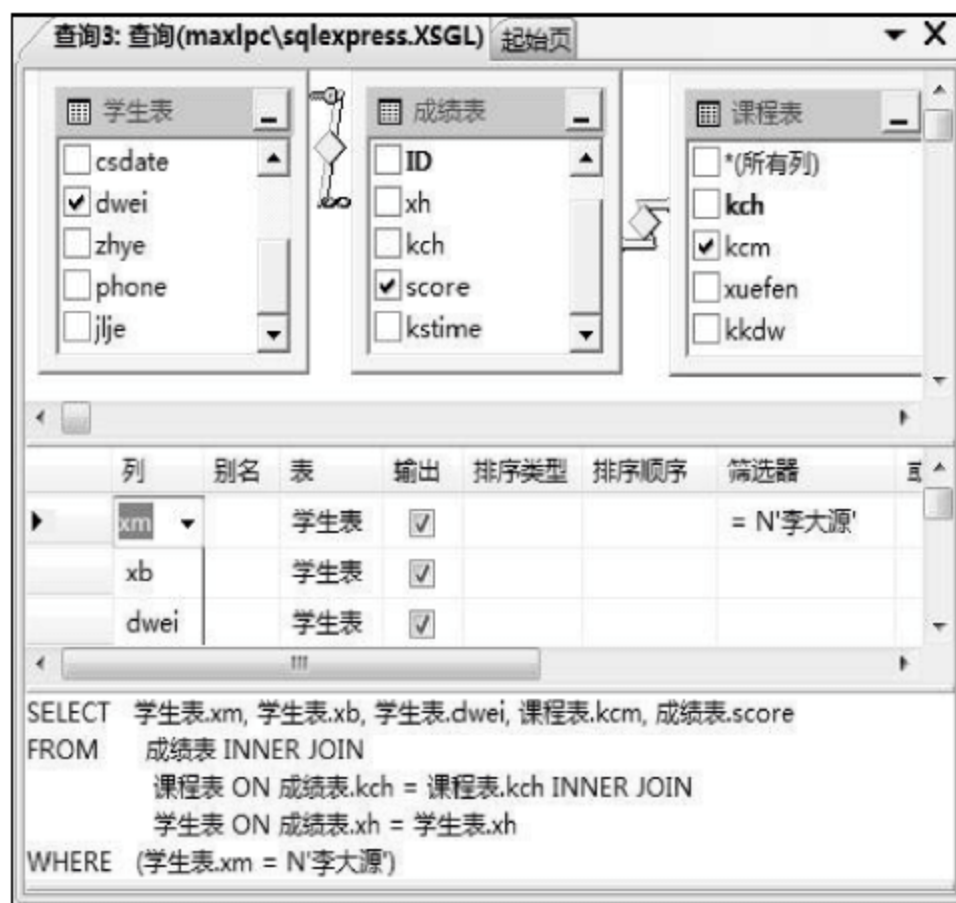 查询3: 查询(maxlpc\sqlexpress.XSGL) 起始页
学生表
csdate
dwei
zhye
phone
jlje
成绩表
ID
xh
kch
score
kstime
课程表
*(所有列)
kch
kcm
xuefen
kkdw
列 别名 表 输出 排序类型 排序顺序 筛选器
xm 学生表 = N'李大源'
xb 学生表
dwei 学生表
SELECT 学生表.xm, 学生表.xb, 学生表.dwei, 课程表.kcm, 成绩表.score
FROM 成绩表 INNER JOIN
课程表 ON 成绩表.kch = 课程表.kch INNER JOIN
学生表 ON 成绩表.xh = 学生表.xh
WHERE (学生表.xm = N'李大源')